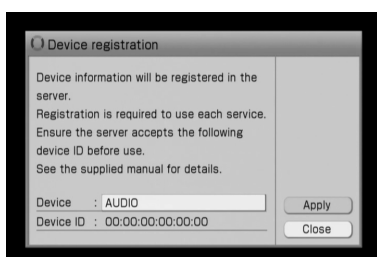 Device registration
Device information will be registered in the
server.
Registration is required to use each service.
Ensure the server accepts the following
device ID before use.
See the supplied manual for details.
Device : AUDIO
Device ID : 00:00:00:00:00:00
Apply
Close